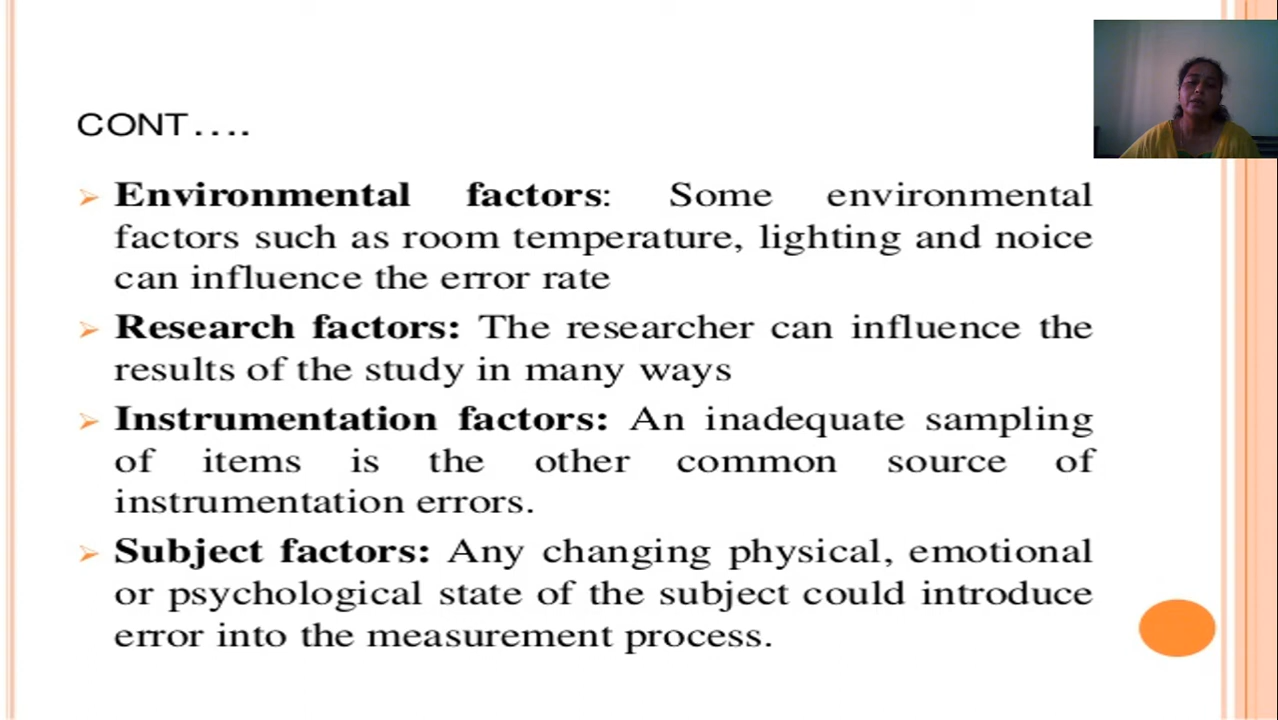 CONT….
Environmental factors: Some environmental
factors such as room temperature, lighting and noice
can influence the error rate
Research factors: The researcher can influence the
results of the study in many ways
Instrumentation factors: An inadequate sampling
of items is the other common source of
instrumentation errors.
Subject factors: Any changing physical, emotional
or psychological state of the subject could introduce
error into the measurement process.